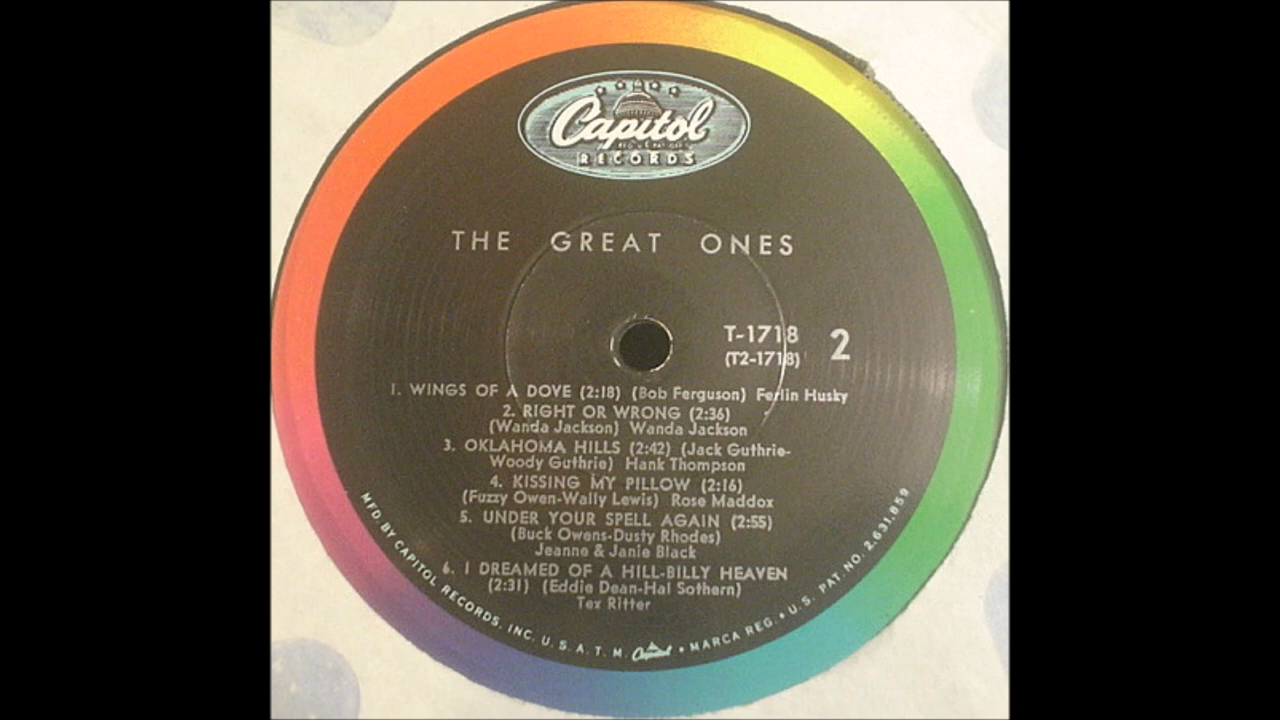 Capitol
RECORDS
THE GREAT ONES
T-1718 2
(T2-1718)
1. WINGS OF A DOVE (2:18) (Bob Ferguson) Ferlin Husky
2. RIGHT OR WRONG (2:36)
(Wanda Jackson) Wanda Jackson
3. OKLAHOMA HILLS (2:42) (Jack Guthrie-
Woody Guthrie) Hank Thompson
4. KISSING MY PILLOW (2:16)
(Fuzzy Owen-Wally Lewis) Rose Maddox
5. UNDER YOUR SPELL AGAIN (2:55)
(Buck Owens-Dusty Rhodes)
Jeanne & Janie Black
6. I DREAMED OF A HILL-BILLY HEAVEN
(2:31) (Eddie Dean-Hal Sothern)
Tex Ritter
MFD BY CAPITOL RECORDS, INC. U. S. A. T. M. Capitol • MARCA REG. • U. S. PAT. NO. 2,631,859